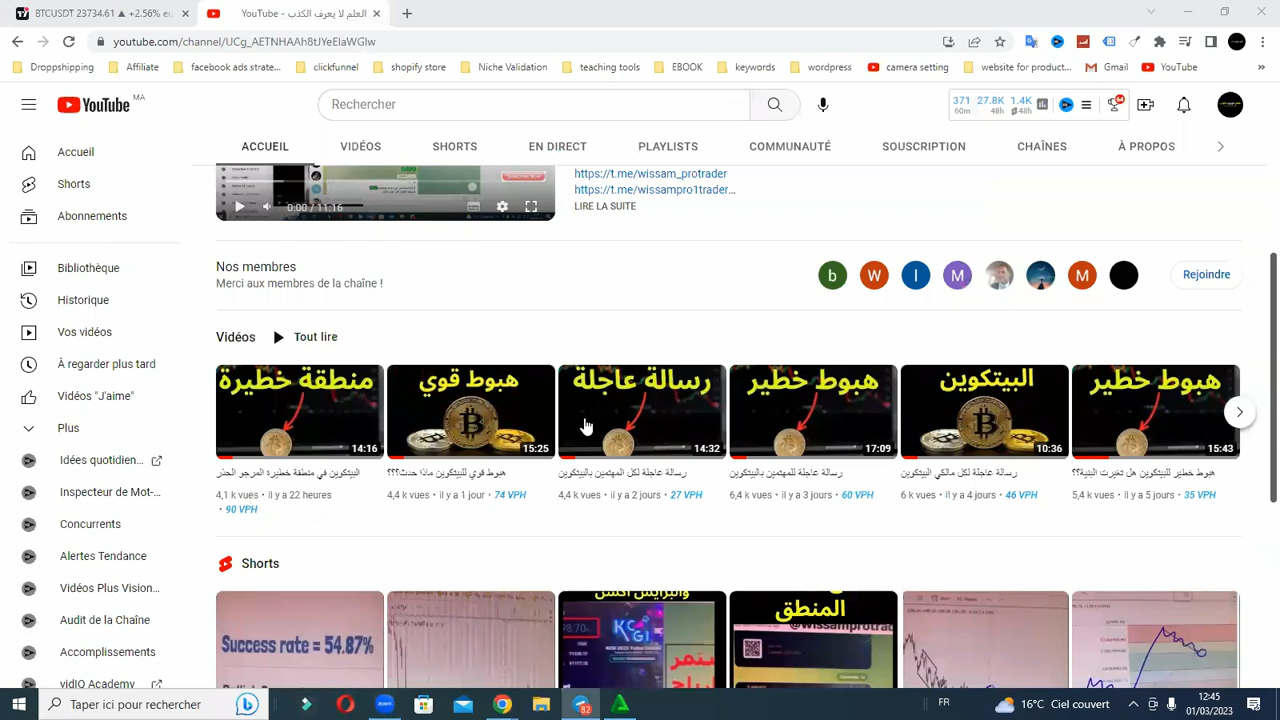 BTCUSDT 23734.61 ▲ +2.56% eu
العلم لا يعرف الكذب - YouTube
youtube.com/channel/UCg_AETNHAAh8tJYeEIaWGlw
Droppshipping
Affiliate
facebook ads strate...
clickfunnel
shopify store
Niche Validation
teaching tools
EBOOK
keywords
wordpress
camera setting
website for product...
Gmail
YouTube
»
YouTube MA
Rechercher
371 27.8K 1.4K
60m 48h 48h
ACCUEIL
VIDÉOS
SHORTS
EN DIRECT
PLAYLISTS
COMMUNAUTÉ
SOUSCRIPTION
CHAÎNES
À PROPOS
Accueil
Shorts
Abonnements
Bibliothèque
Historique
Vos vidéos
À regarder plus tard
Vidéos "J'aime"
Plus
Idées quotidien...
Inspecteur de Mot-...
Concurrents
Alertes Tendance
Vidéos Plus Vision...
Audit de la Chaîne
Accomplissements
vidIQ Academy
0:00 / 11:16
https://t.me/wissam_protrader
https://t.me/wissampro1trader...
LIRE LA SUITE
Nos membres
Merci aux membres de la chaîne !
b
W
I
M
M
Rejoindre
Vidéos
Tout lire
منطقة خطيرة
14:16
هبوط قوي
15:25
رسالة عاجلة
14:32
هبوط خطير
17:09
البيتكوين
10:36
هبوط خطير
15:43
البيتكوين في منطقة خطيرة المرجو الحذر
4,1 k vues • il y a 22 heures
• 90 VPH
هبوط قوي للبيتكوين ماذا حدث؟؟؟
4,4 k vues • il y a 1 jour • 74 VPH
رسالة عاجلة لكل المهتمين بالبيتكوين
4,4 k vues • il y a 2 jours • 27 VPH
رسالة عاجلة للمهتمين بالبيتكوين
6,4 k vues • il y a 3 jours • 60 VPH
رسالة عاجلة لكل مالكي البيتكوين
6 k vues • il y a 4 jours • 46 VPH
هبوط خطير للبيتكوين هل تغيرت البنية؟؟
5,4 k vues • il y a 5 jours • 35 VPH
Shorts
Success rate = 54.87%
والبرايس اكشن
KGI
المنطق
@wissamprotrad
Taper ici pour rechercher
zoom
82
FR
13°C Ciel couvert
12:45
01/03/2023